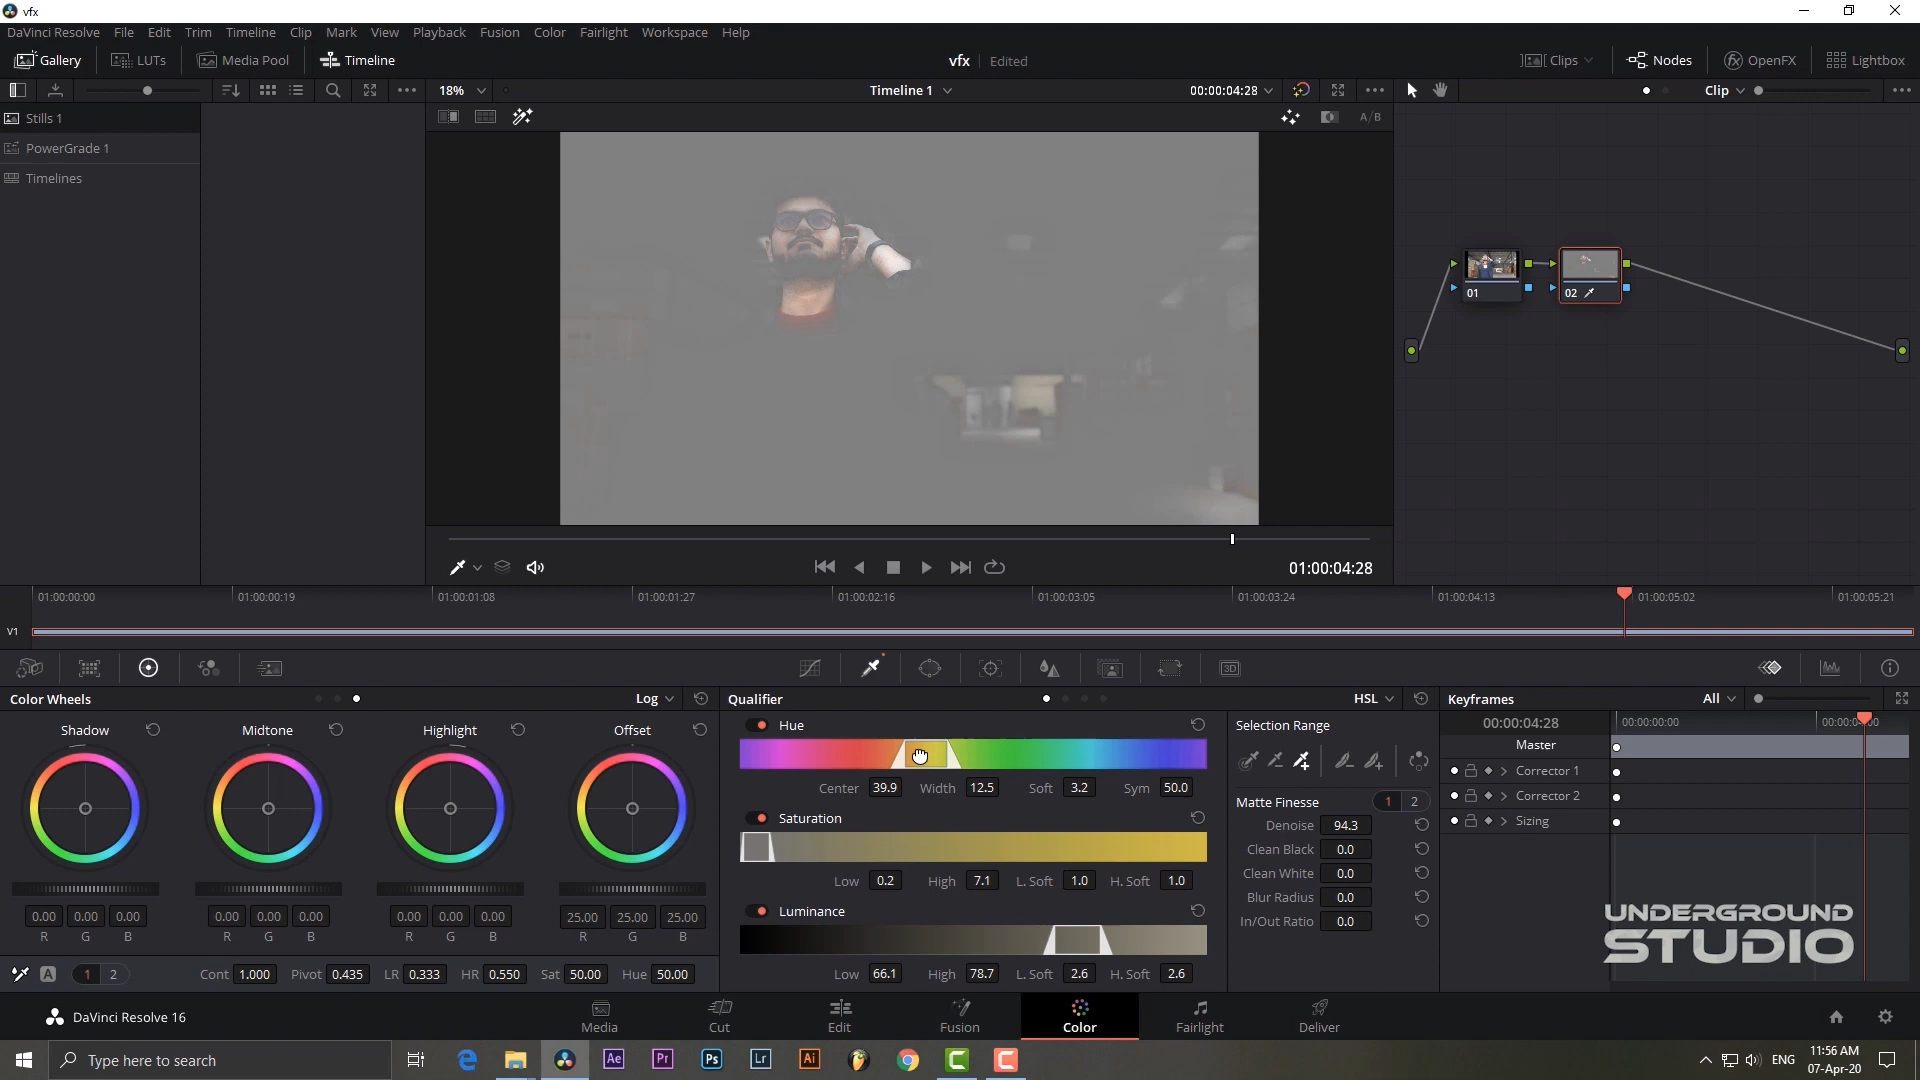 vfx
DaVinci Resolve File Edit Trim Timeline Clip Mark View Playback Fusion Color Fairlight Workspace Help
Gallery LUTs Media Pool Timeline vfx Edited Clips Nodes OpenFX Lightbox
18% Timeline 1 00:00:04:28 Clip
A/B
Stills 1
PowerGrade 1
Timelines
01
02
01:00:04:28
01:00:00:00 01:00:00:19 01:00:01:08 01:00:01:27 01:00:02:16 01:00:03:05 01:00:03:24 01:00:04:13 01:00:05:02 01:00:05:21
V1
3D
Color Wheels Log Qualifier HSL Keyframes All
Shadow Midtone Highlight Offset
0.00 0.00 0.00 0.00 0.00 0.00 0.00 0.00 0.00 25.00 25.00 25.00
R G B R G B R G B R G B
A 1 2 Cont 1.000 Pivot 0.435 LR 0.333 HR 0.550 Sat 50.00 Hue 50.00
Hue
Center 39.9 Width 12.5 Soft 3.2 Sym 50.0
Saturation
Low 0.2 High 7.1 L. Soft 1.0 H. Soft 1.0
Luminance
Low 66.1 High 78.7 L. Soft 2.6 H. Soft 2.6
Selection Range
Matte Finesse 1 2
Denoise 94.3
Clean Black 0.0
Clean White 0.0
Blur Radius 0.0
In/Out Ratio 0.0
00:00:04:28 00:00:00:00
Master
Corrector 1
Corrector 2
Sizing
UNDERGROUND
STUDIO
DaVinci Resolve 16 Media Cut Edit Fusion Color Fairlight Deliver
Type here to search Ae Pr Ps Lr Ai ENG 11:56 AM
07-Apr-20